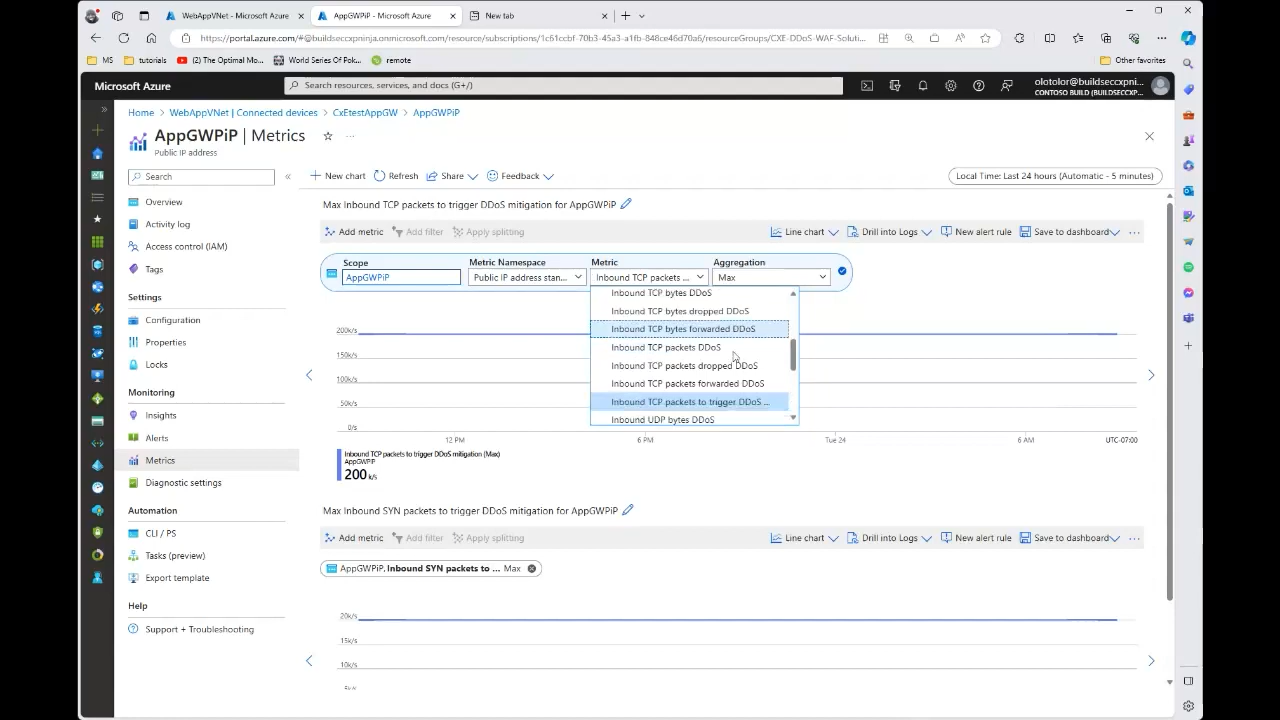 WebAppVNet - Microsoft Azure
AppGWPiP - Microsoft Azure
New tab
https://portal.azure.com/#@buildseccxpninja.onmicrosoft.com/resource/subscriptions/1c61ccbf-70b3-45a3-a1fb-848ce46d70a6/resourceGroups/CXE-DDoS-WAF-Soluti...
MS
tutorials
(2) The Optimal Mo...
World Series Of Pok...
remote
Other favorites
Microsoft Azure
Search resources, services, and docs (G+/)
olotolor@buildseccxpni...
CONTOSO BUILD (BUILDSECCXP...
Home > WebAppVNet | Connected devices > CxEtestAppGW > AppGWPiP
AppGWPiP | Metrics
Public IP address
Search
New chart
Refresh
Share
Feedback
Local Time: Last 24 hours (Automatic - 5 minutes)
Overview
Activity log
Access control (IAM)
Tags
Settings
Configuration
Properties
Locks
Monitoring
Insights
Alerts
Metrics
Diagnostic settings
Automation
CLI / PS
Tasks (preview)
Export template
Help
Support + Troubleshooting
Max Inbound TCP packets to trigger DDoS mitigation for AppGWPiP
Add metric
Add filter
Apply splitting
Line chart
Drill into Logs
New alert rule
Save to dashboard
Scope
Metric Namespace
Metric
Aggregation
AppGWPiP
Public IP address stan...
Inbound TCP packets ...
Max
Inbound TCP bytes DDoS
Inbound TCP bytes dropped DDoS
Inbound TCP bytes forwarded DDoS
Inbound TCP packets DDoS
Inbound TCP packets dropped DDoS
Inbound TCP packets forwarded DDoS
Inbound TCP packets to trigger DDoS ...
Inbound UDP bytes DDoS
200k/s
150k/s
100k/s
50k/s
0/s
12 PM
6 PM
Tue 24
6 AM
UTC-07:00
Inbound TCP packets to trigger DDoS mitigation (Max)
AppGWPiP
200 k/s
Max Inbound SYN packets to trigger DDoS mitigation for AppGWPiP
Add metric
Add filter
Apply splitting
Line chart
Drill into Logs
New alert rule
Save to dashboard
AppGWPiP, Inbound SYN packets to ... Max
20k/s
15k/s
10k/s
5k/s